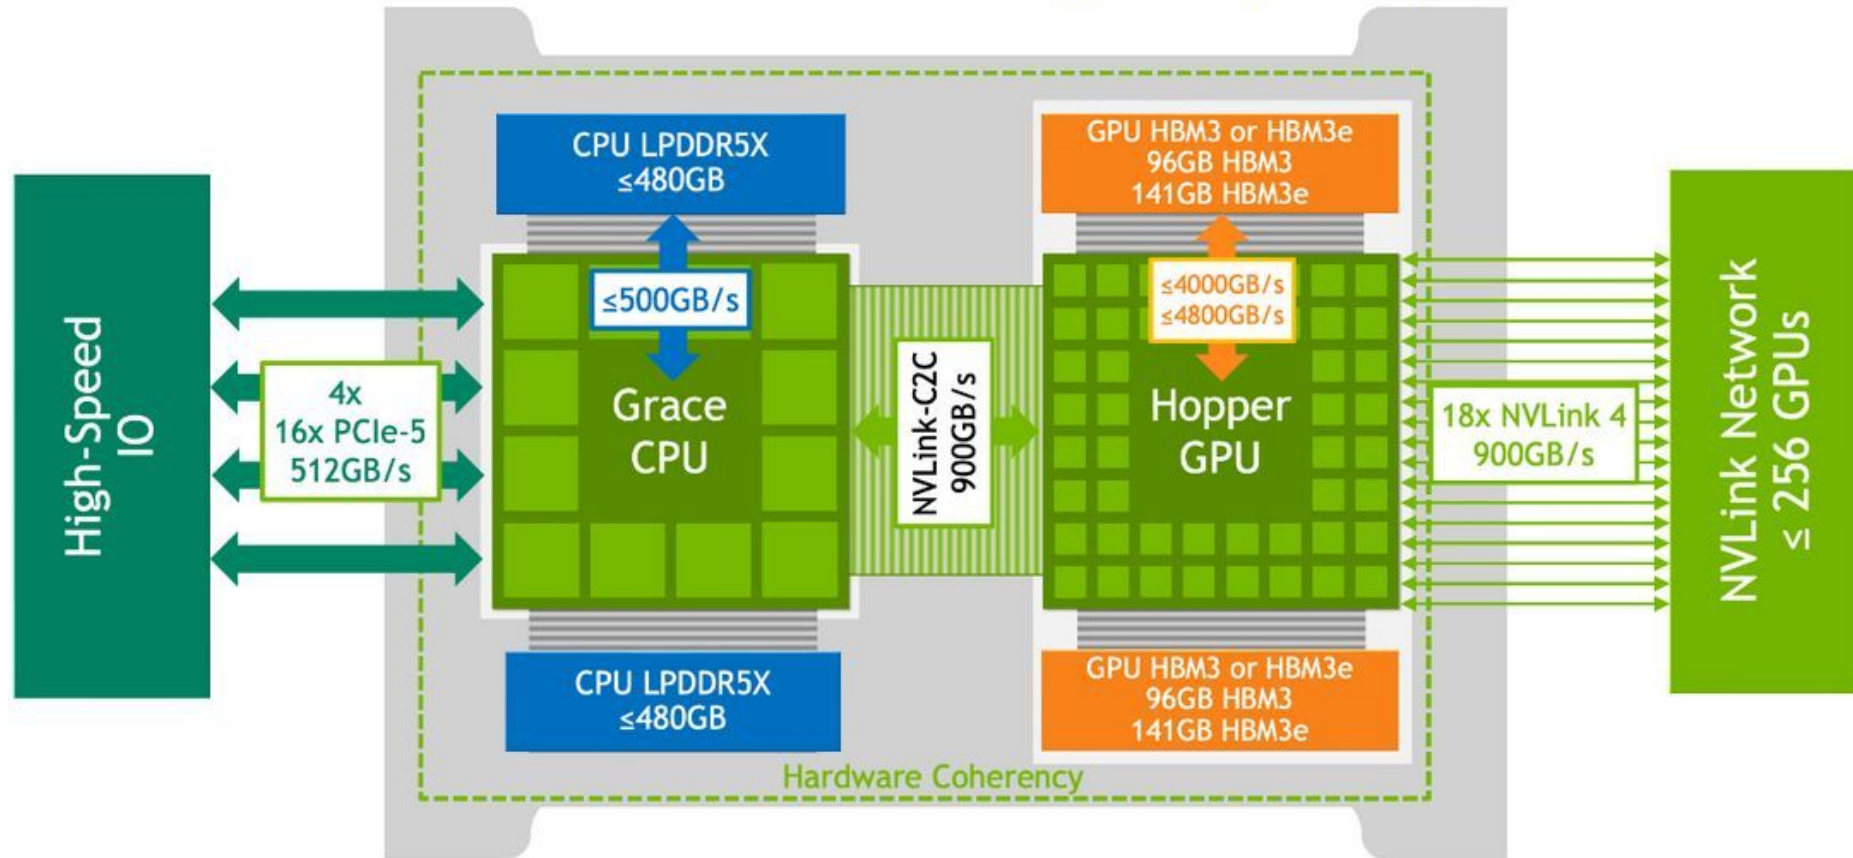 High-Speed
IO
4x
16x PCIe-5
512GB/s
CPU LPDDR5X
≤480GB
≤500GB/s
Grace
CPU
CPU LPDDR5X
≤480GB
NVLink-C2C
900GB/s
GPU HBM3 or HBM3e
96GB HBM3
141GB HBM3e
≤4000GB/s
≤4800GB/s
Hopper
GPU
GPU HBM3 or HBM3e
96GB HBM3
141GB HBM3e
Hardware Coherency
18x NVLink 4
900GB/s
NVLink Network
≤ 256 GPUs